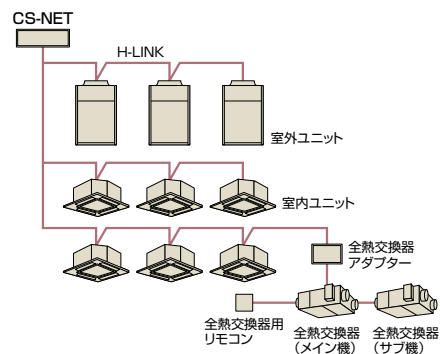 CS-NET
H-LINK
室外ユニット
室内ユニット
全熱交換器
アダプター
全熱交換器用
リモコン
全熱交換器
（メイン機）
全熱交換器
（サブ機）